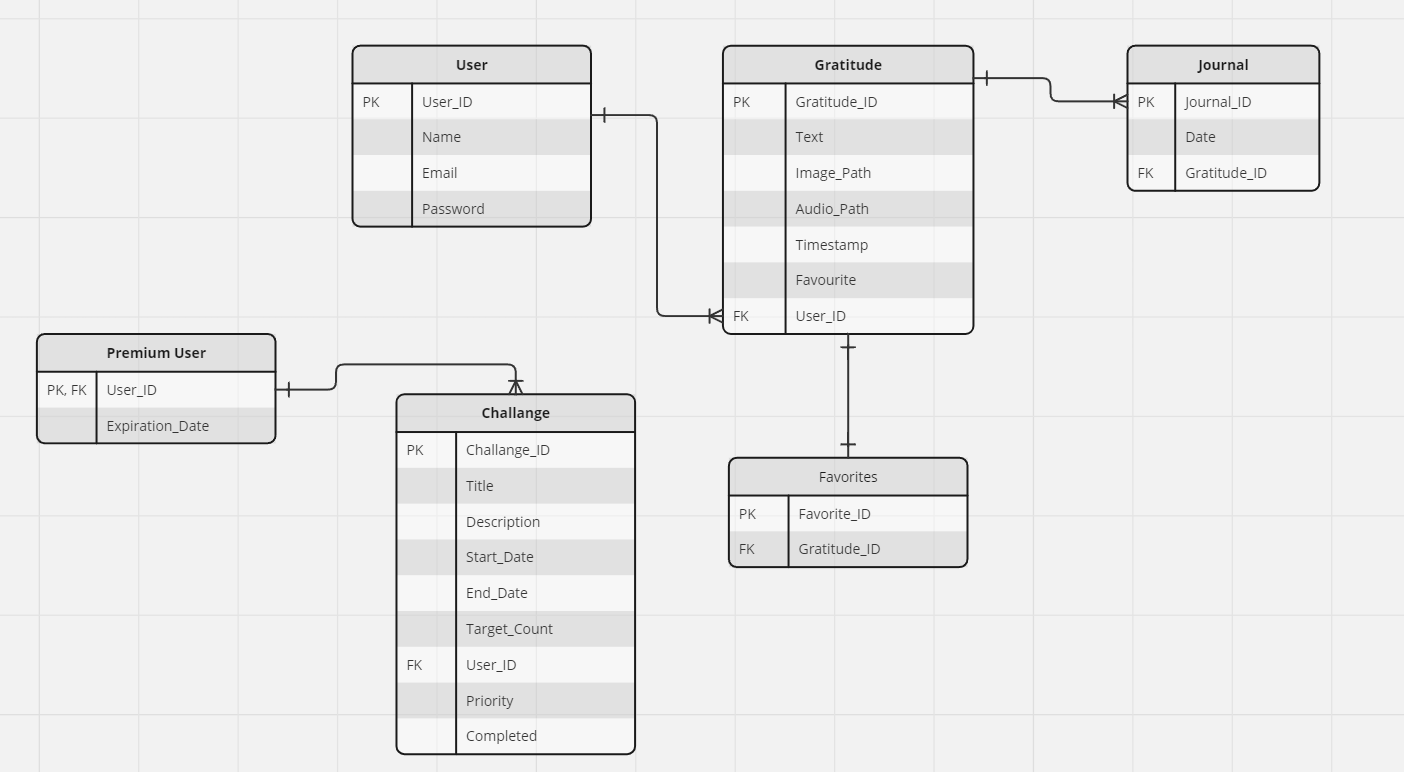 User
PK User_ID
Name
Email
Password
Gratitude
PK Gratitude_ID
Text
Image_Path
Audio_Path
Timestamp
Favourite
FK User_ID
Journal
PK Journal_ID
Date
FK Gratitude_ID
Premium User
PK, FK User_ID
Expiration_Date
Challange
PK Challange_ID
Title
Description
Start_Date
End_Date
Target_Count
FK User_ID
Priority
Completed
Favorites
PK Favorite_ID
FK Gratitude_ID